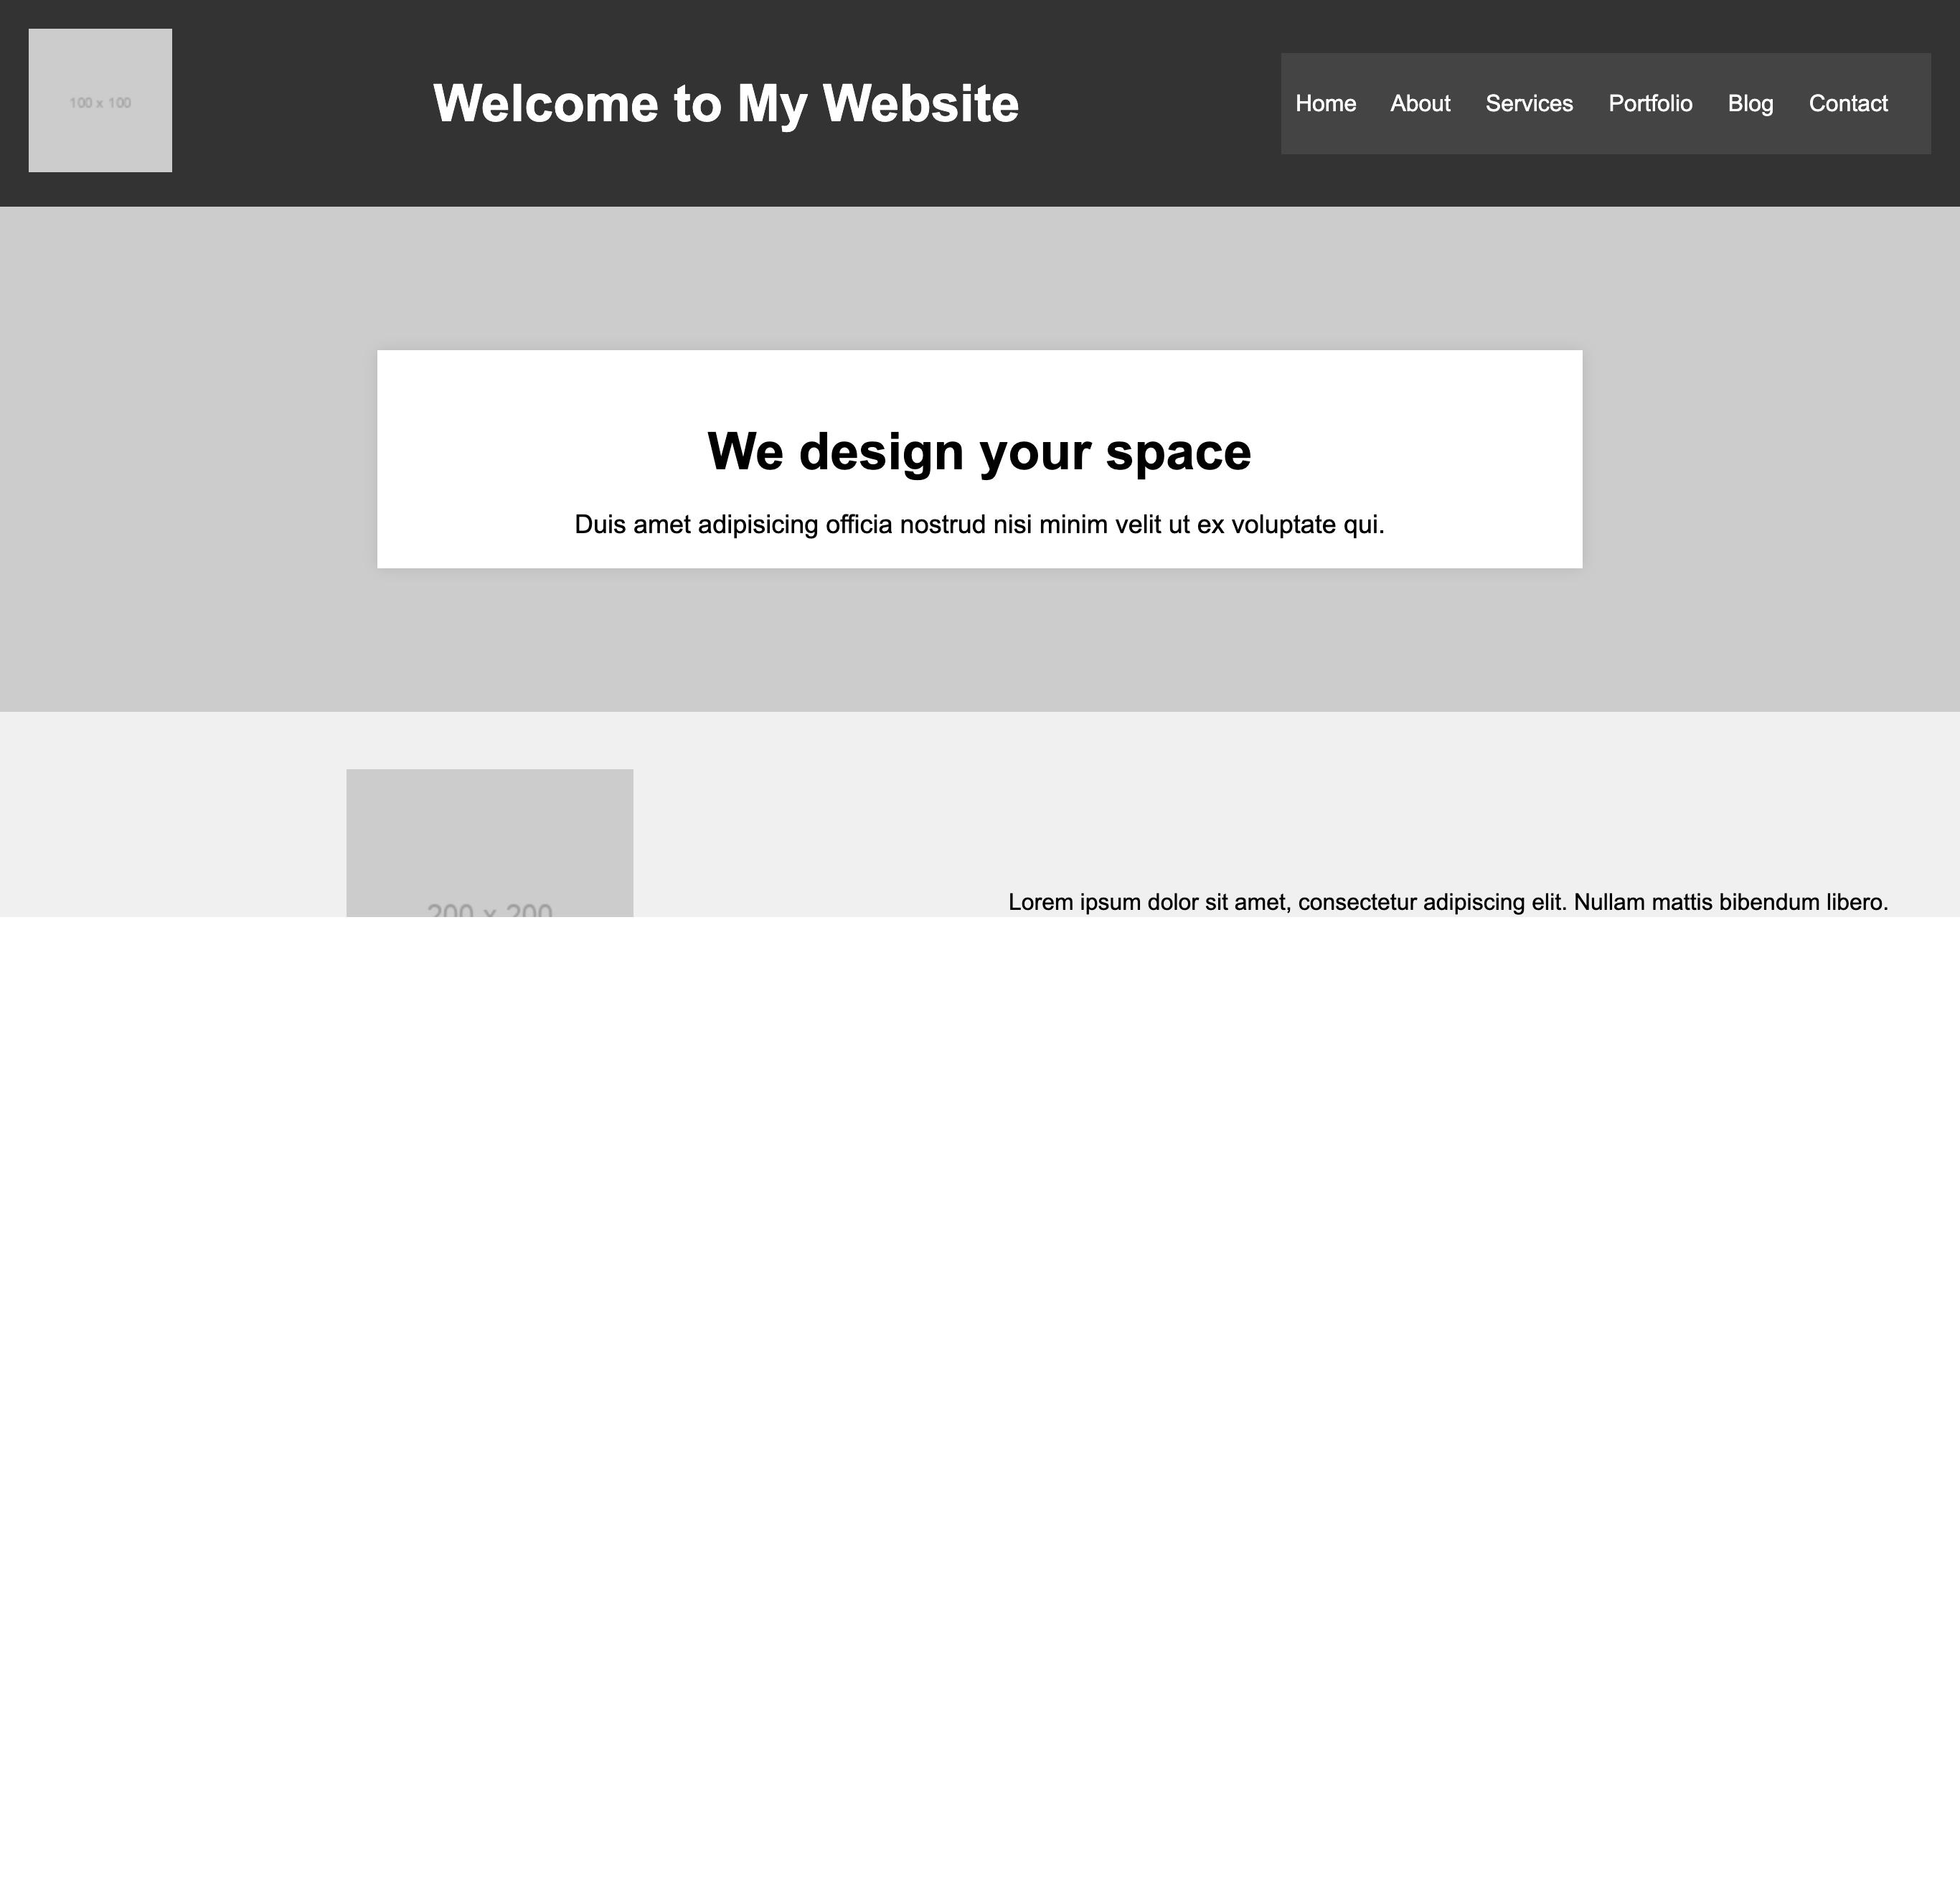 100 x 100
Welcome to My Website
Home About Services Portfolio Blog Contact
We design your space
Duis amet adipisicing officia nostrud nisi minim velit ut ex voluptate qui.
200 x 200
Lorem ipsum dolor sit amet, consectetur adipiscing elit. Nullam mattis bibendum libero.